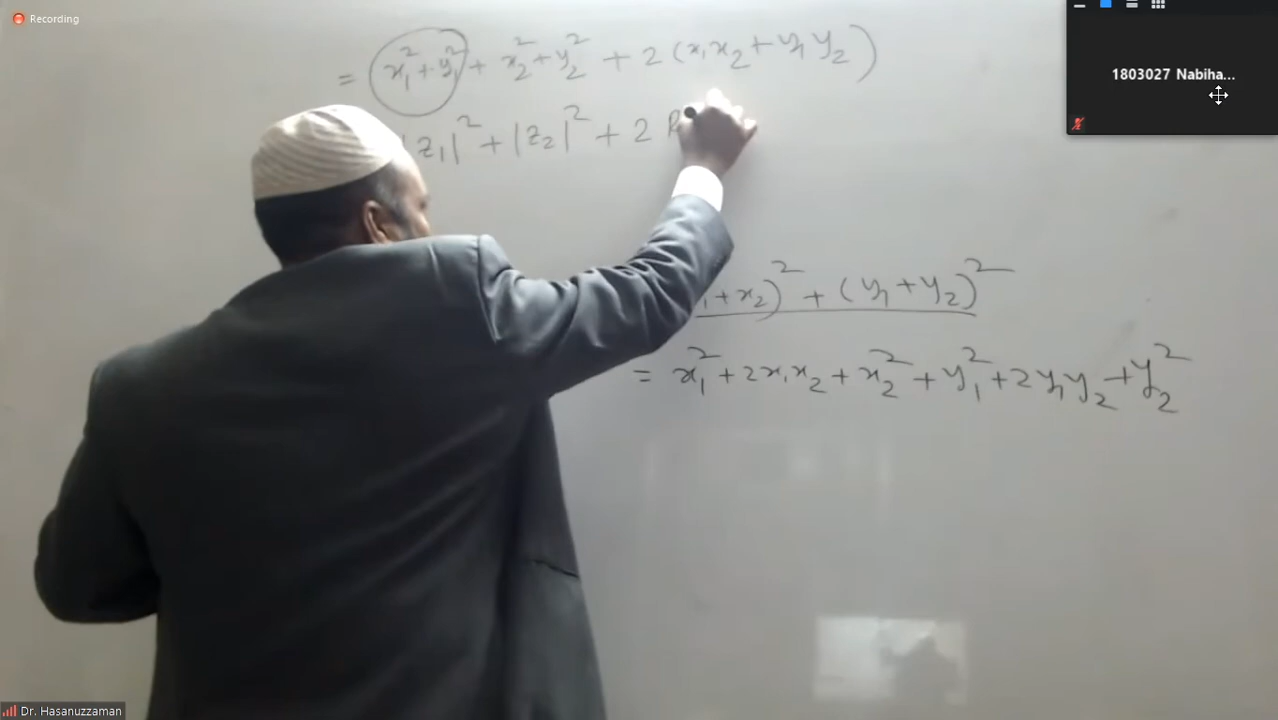 Recording
1803027 Nabiha...
= x₁² + y₁² + x₂² + y₂² + 2 (x₁x₂ + y₁y₂)
|z₁|² + |z₂|² + 2 R
₁ + x₂)² + (y₁ + y₂)²
= x₁² + 2x₁x₂ + x₂² + y₁² + 2y₁y₂ + y₂²
Dr. Hasanuzzaman